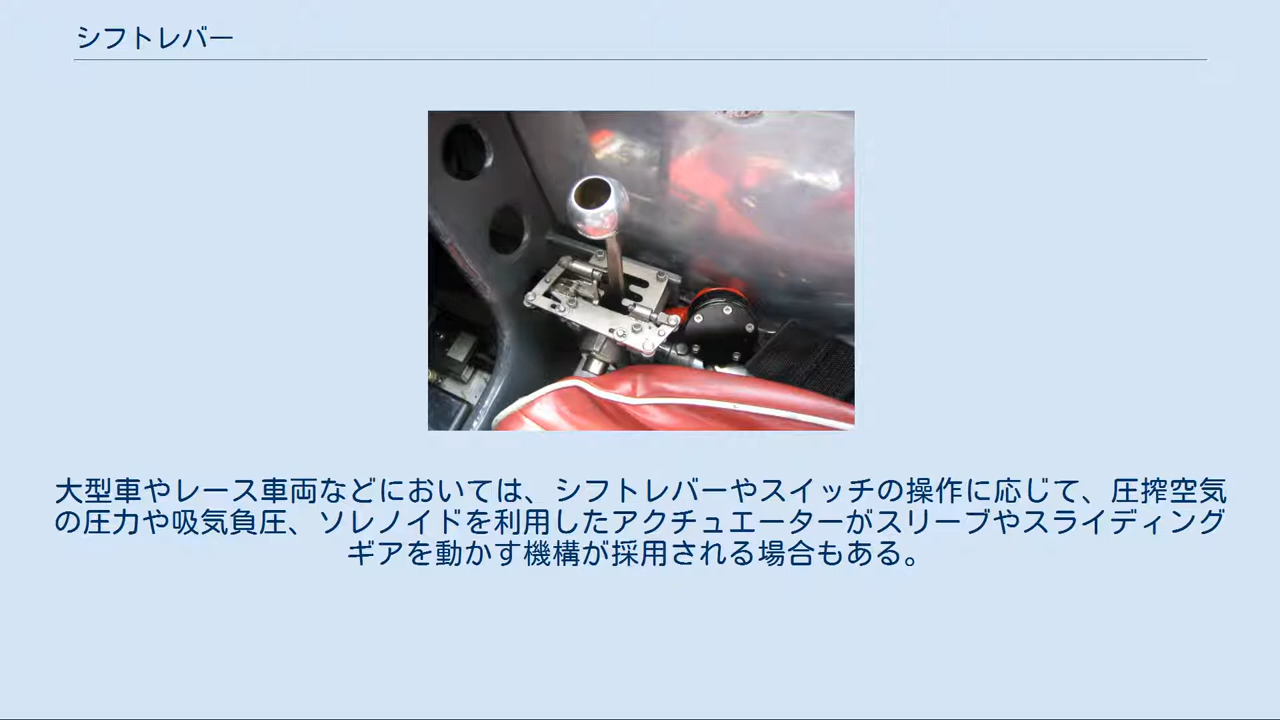 シフトレバー
大型車やレース車両などにおいては、シフトレバーやスイッチの操作に応じて、圧搾空気
の圧力や吸気負圧、ソレノイドを利用したアクチュエーターがスリーブやスライディング
ギアを動かす機構が採用される場合もある。